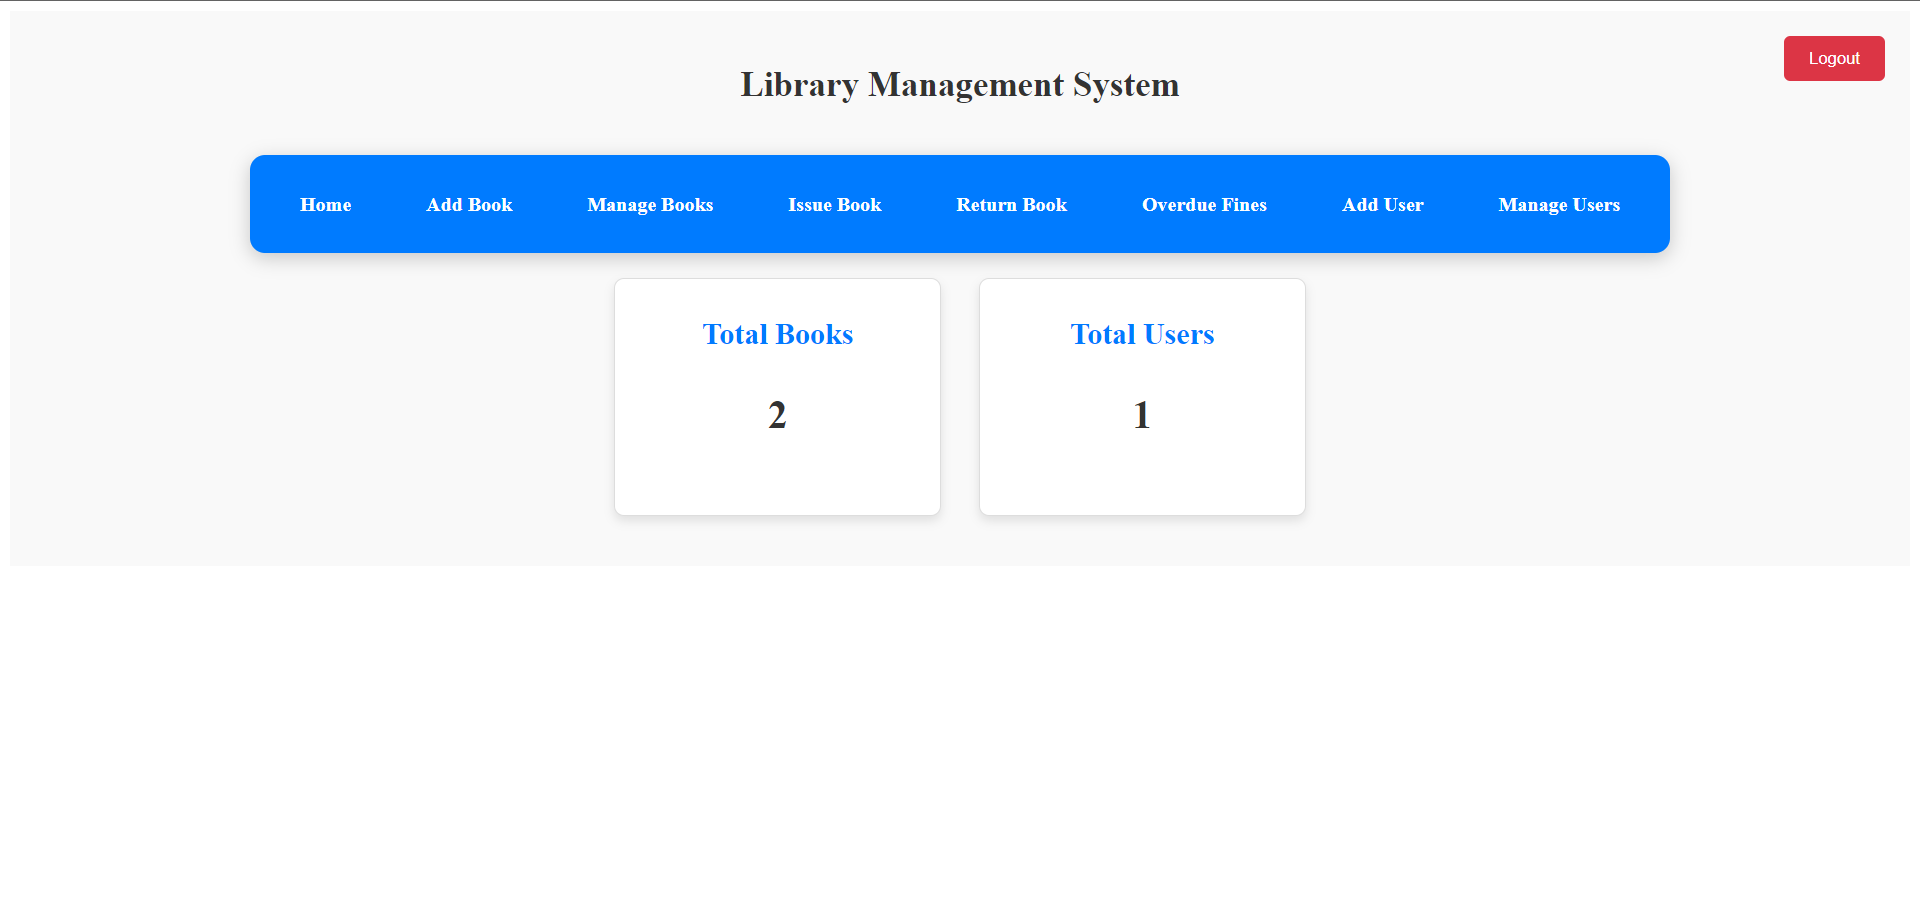 Logout
Library Management System
Home Add Book Manage Books Issue Book Return Book Overdue Fines Add User Manage Users
Total Books Total Users
2 1